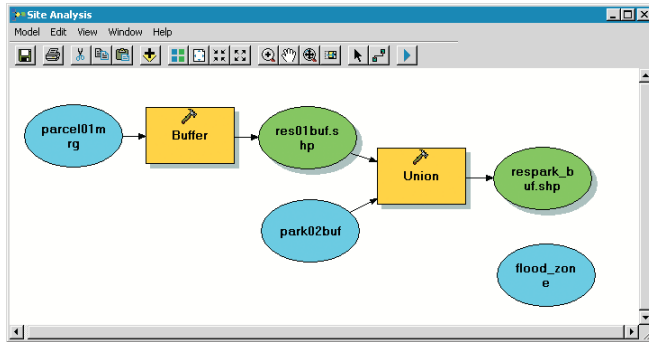 Site Analysis
Model Edit View Window Help
parcel01m
rg
Buffer
res01buf.s
hp
Union
respark_b
uf.shp
park02buf
flood_zon
e